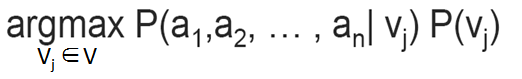 argmax P(a₁,a₂, … , aₙ| vⱼ) P(vⱼ)
Vⱼ ∈ V